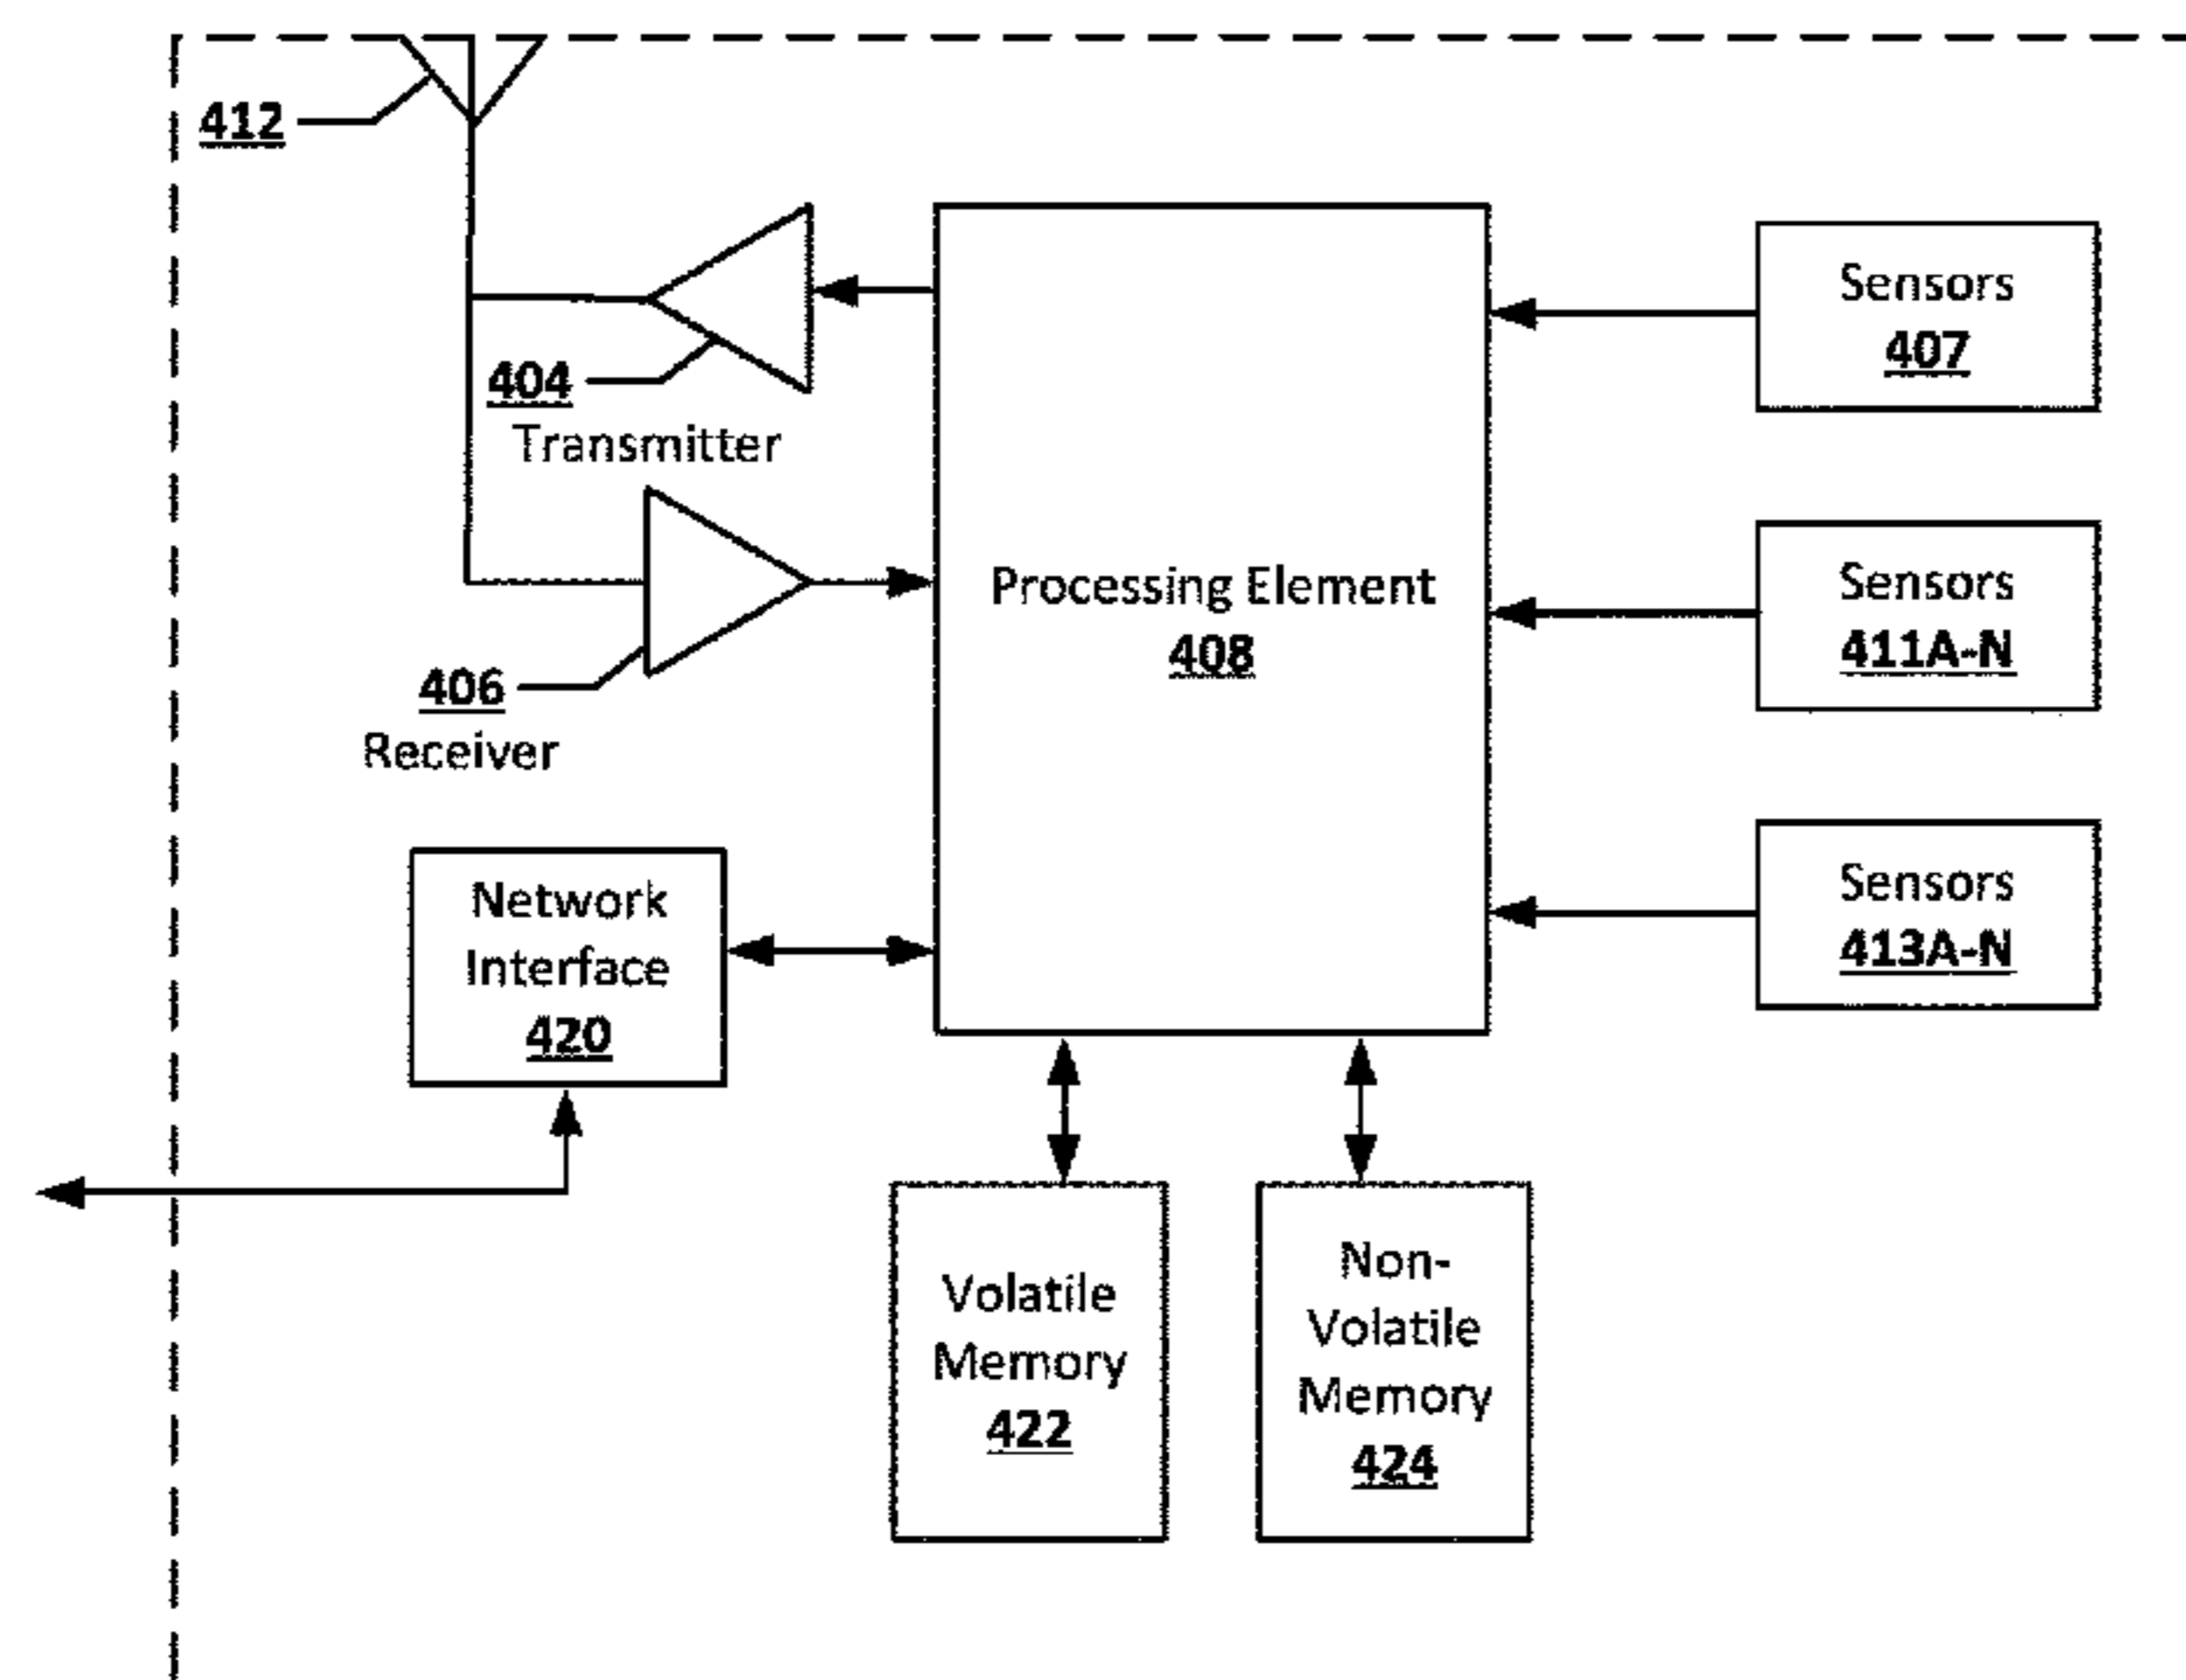 412
404
Transmitter
406
Receiver
Network
Interface
420
Processing Element
408
Sensors
407
Sensors
411A-N
Sensors
413A-N
Volatile
Memory
422
Non-
Volatile
Memory
424